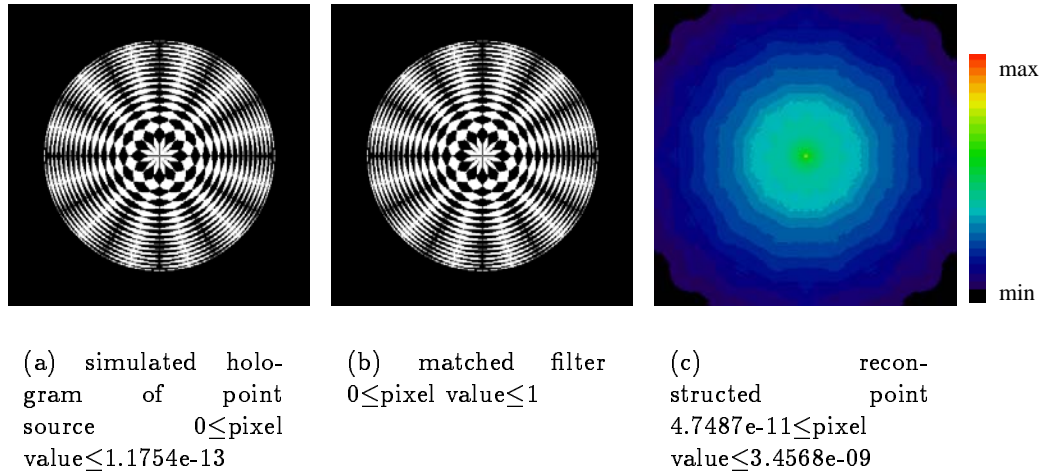 max
min
(a) simulated holo-
gram of point
source 0≤pixel
value≤1.1754e-13
(b) matched filter
0≤pixel value≤1
(c) recon-
structed point
4.7487e-11≤pixel
value≤3.4568e-09